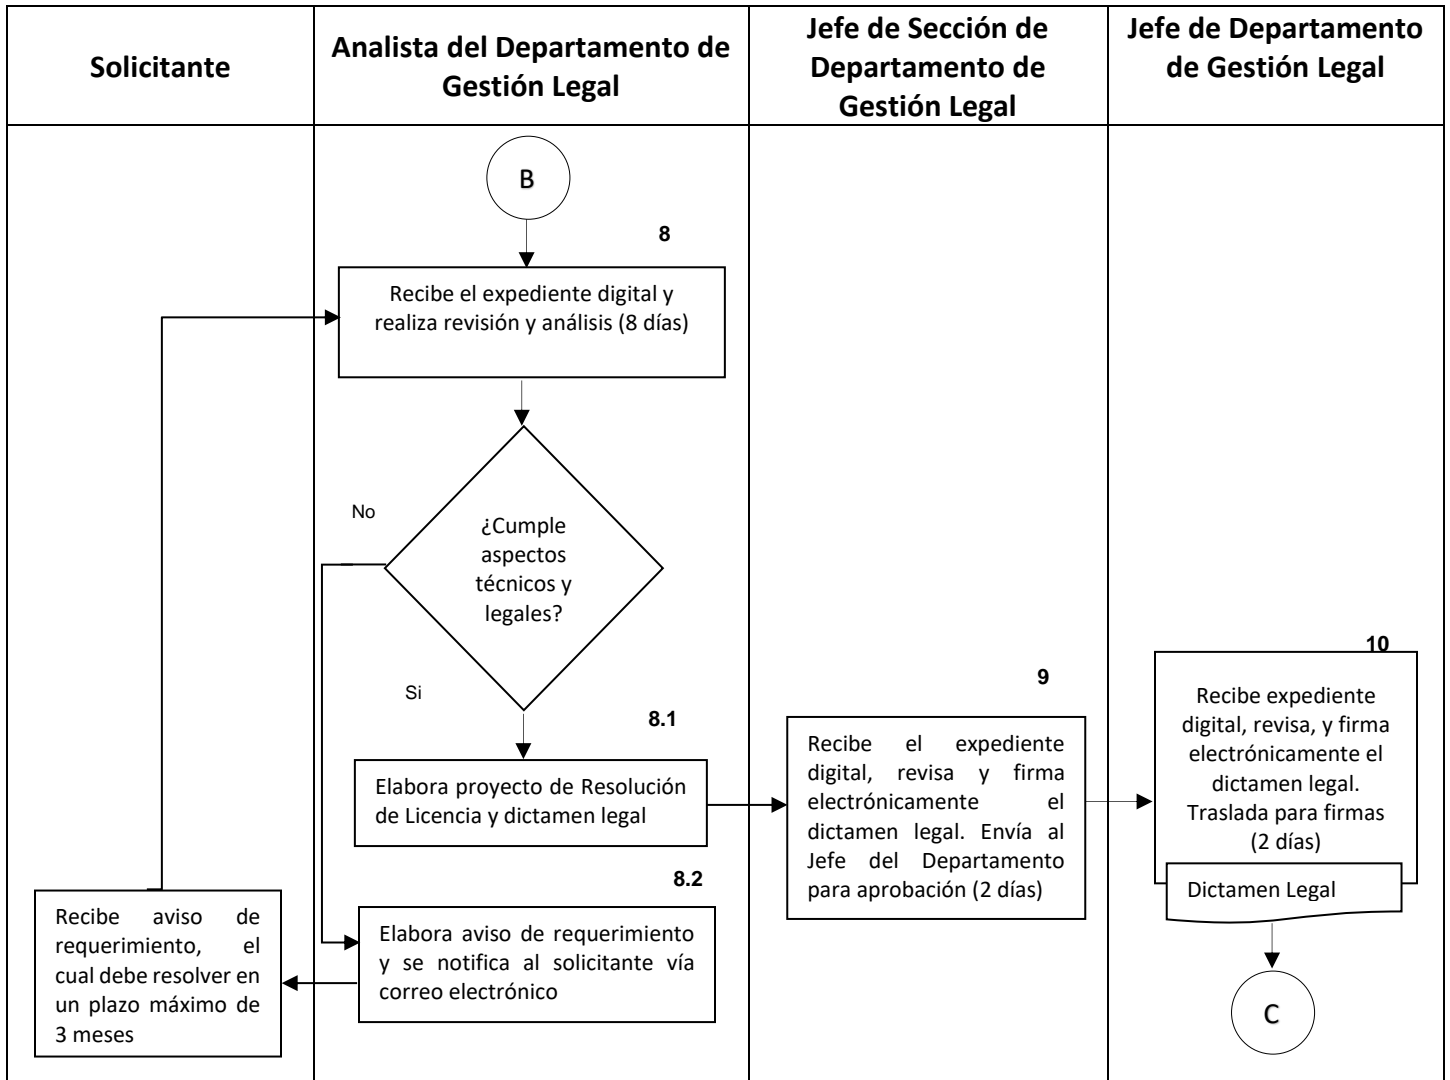 Solicitante
Analista del Departamento de
Gestión Legal
Jefe de Sección de
Departamento de
Gestión Legal
Jefe de Departamento
de Gestión Legal
B
8
Recibe el expediente digital y
realiza revisión y análisis (8 días)
No
¿Cumple
aspectos
técnicos y
legales?
Si
8.1
Elabora proyecto de Resolución
de Licencia y dictamen legal
8.2
Elabora aviso de requerimiento
y se notifica al solicitante vía
correo electrónico
Recibe aviso de
requerimiento, el
cual debe resolver en
un plazo máximo de
3 meses
9
Recibe el expediente
digital, revisa y firma
electrónicamente el
dictamen legal. Envía al
Jefe del Departamento
para aprobación (2 días)
10
Recibe expediente
digital, revisa, y firma
electrónicamente el
dictamen legal.
Traslada para firmas
(2 días)
Dictamen Legal
C